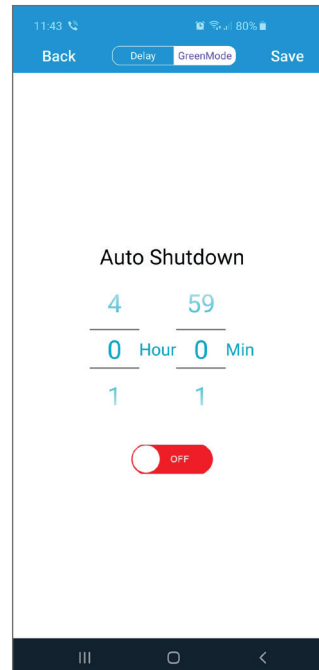 11:43 80%
Back Delay GreenMode Save
Auto Shutdown
4 59
0 Hour 0 Min
1 1
OFF